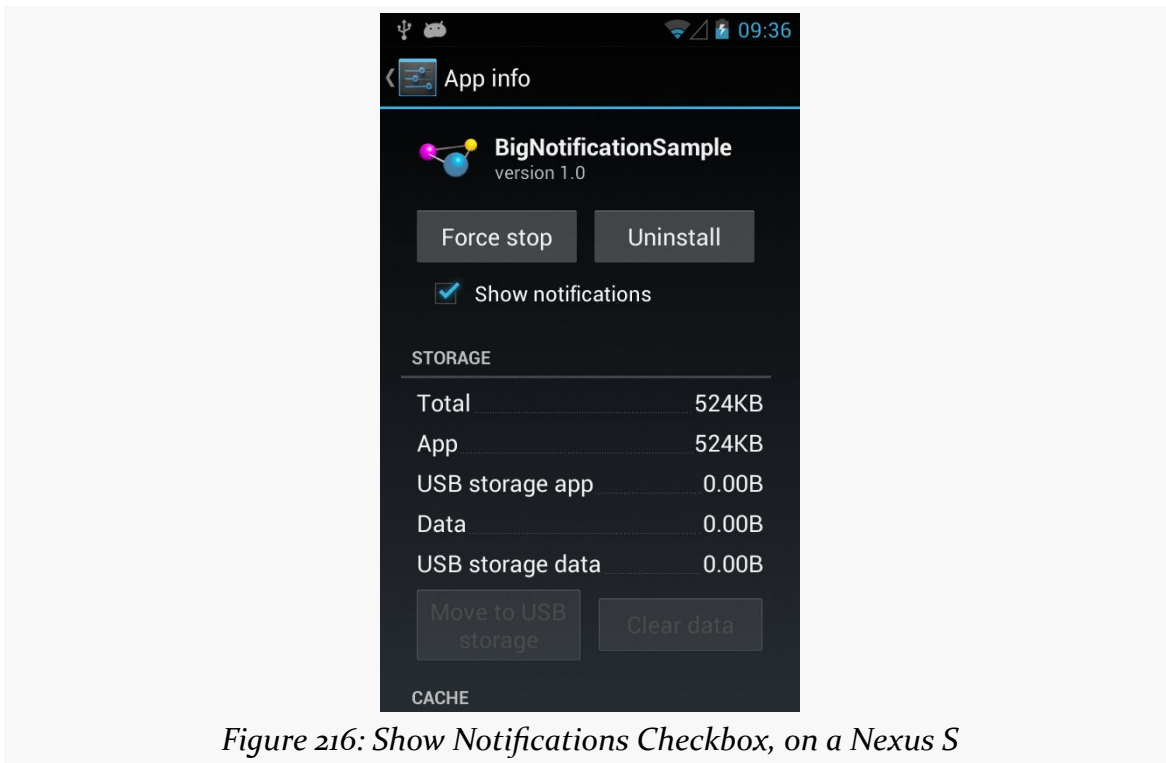 09:36
App info
BigNotificationSample
version 1.0
Force stop Uninstall
Show notifications
STORAGE
Total 524KB
App 524KB
USB storage app 0.00B
Data 0.00B
USB storage data 0.00B
Move to USB storage Clear data
CACHE
Figure 216: Show Notifications Checkbox, on a Nexus S